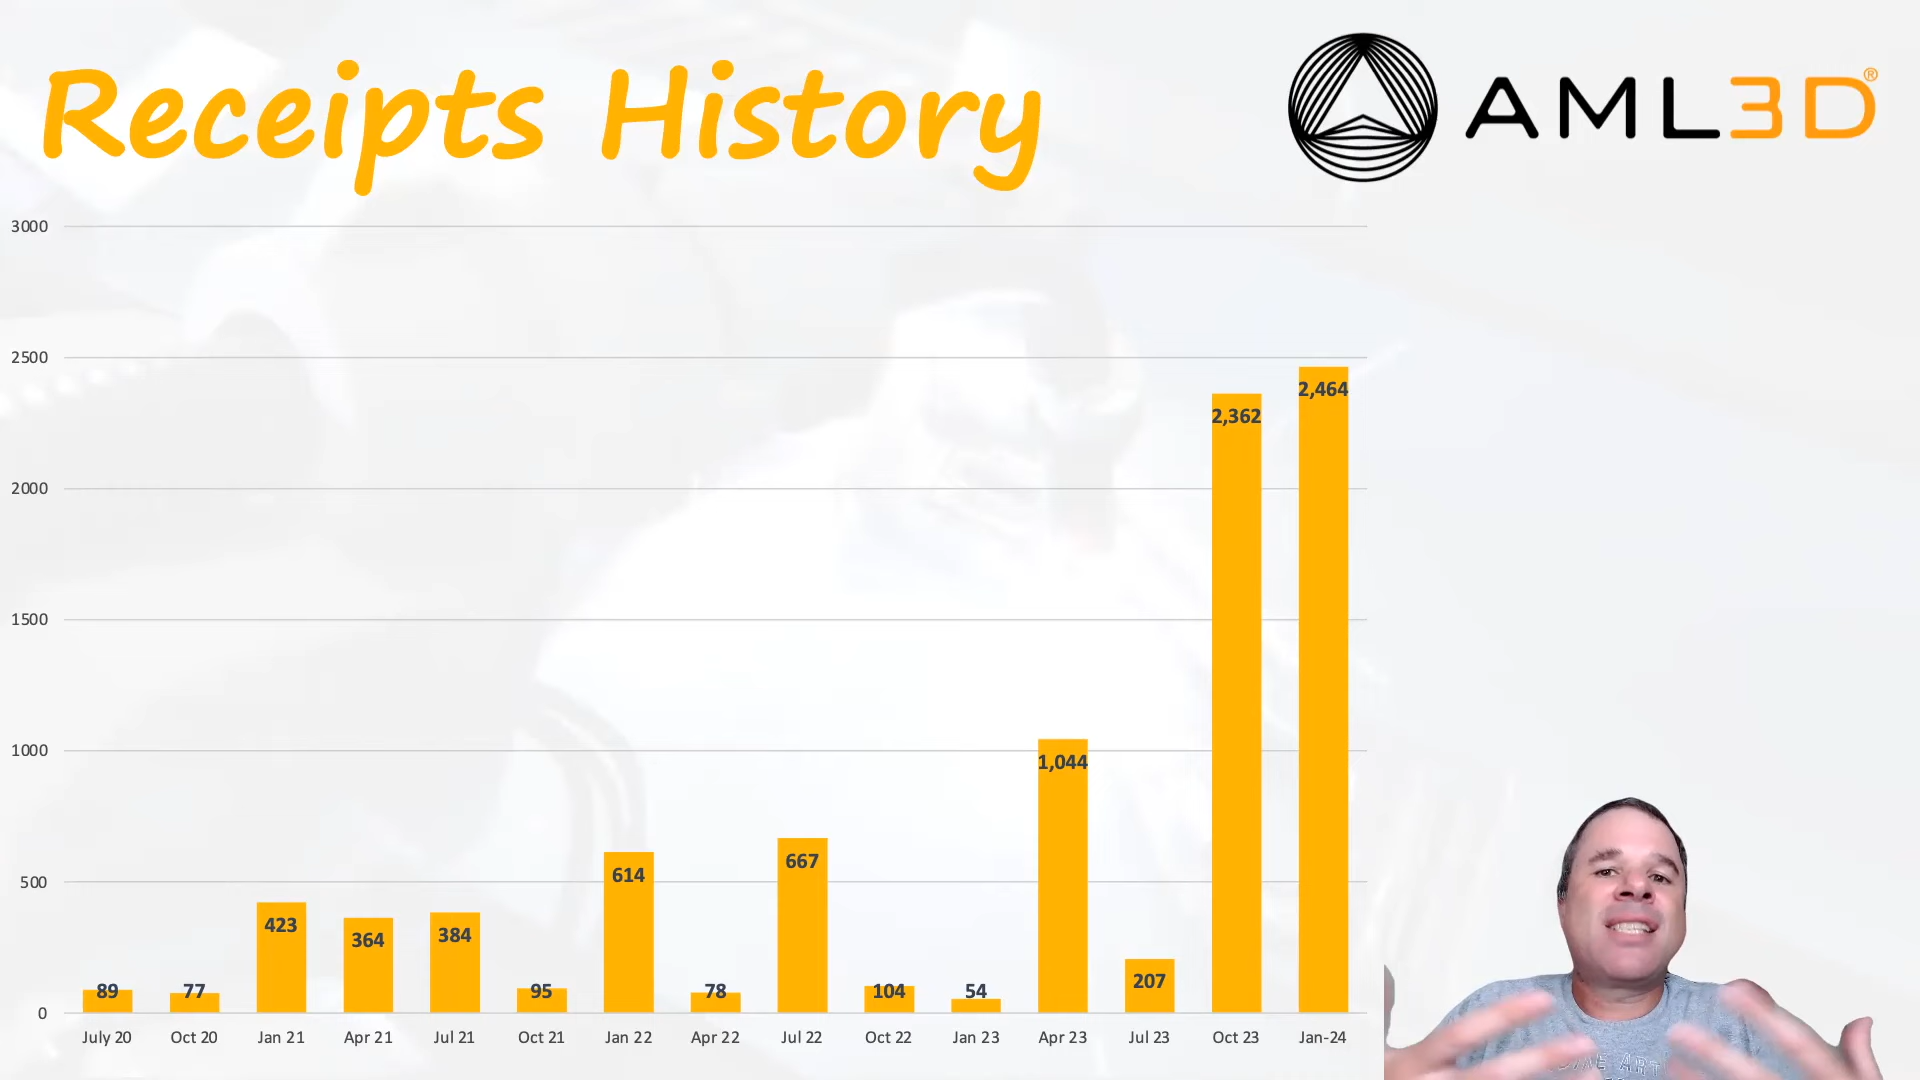 Receipts History
AML3D®
3000
2500
2000
1500
1000
500
0
89
77
423
364
384
95
614
78
667
104
54
1,044
207
2,362
2,464
July 20
Oct 20
Jan 21
Apr 21
Jul 21
Oct 21
Jan 22
Apr 22
Jul 22
Oct 22
Jan 23
Apr 23
Jul 23
Oct 23
Jan-24